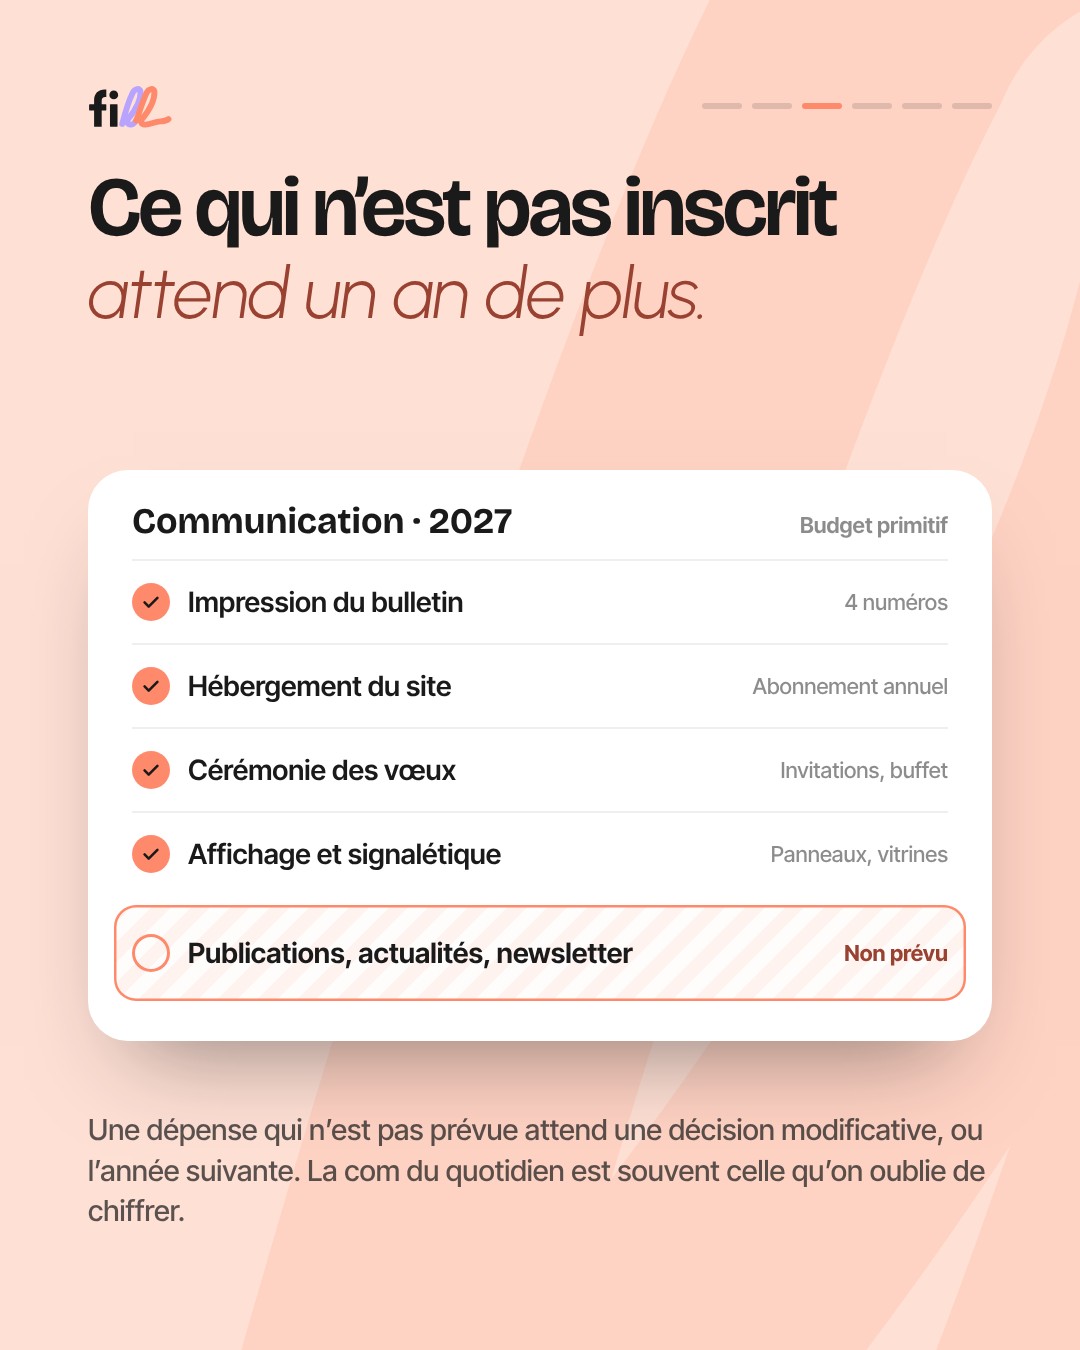 fill
Ce qui n’est pas inscrit
attend un an de plus.
Communication · 2027
Budget primitif
Impression du bulletin
4 numéros
Hébergement du site
Abonnement annuel
Cérémonie des vœux
Invitations, buffet
Affichage et signalétique
Panneaux, vitrines
Publications, actualités, newsletter
Non prévu
Une dépense qui n’est pas prévue attend une décision modificative, ou
l’année suivante. La com du quotidien est souvent celle qu’on oublie de
chiffrer.